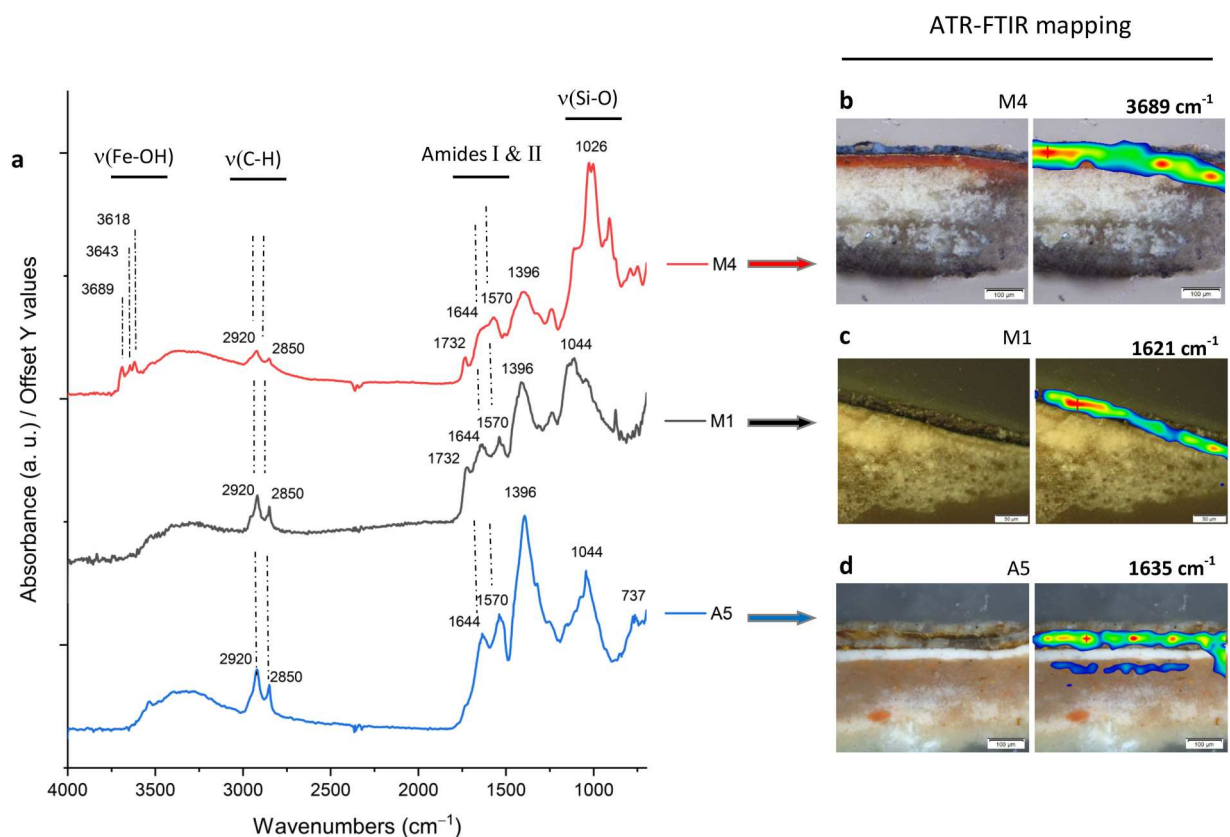 ATR-FTIR mapping
a
ν(Fe-OH)
ν(C-H)
Amides I & II
ν(Si-O)
3618
3643
3689
2920
2850
1732
1644
1570
1396
1026
M4
2920
2850
1732
1644
1570
1396
1044
M1
2920
2850
1644
1570
1396
1044
737
A5
Absorbance (a. u.) / Offset Y values
4000 3500 3000 2500 2000 1500 1000
Wavenumbers (cm⁻¹)
b M4 3689 cm⁻¹
100 µm 100 µm
c M1 1621 cm⁻¹
50 µm 50 µm
d A5 1635 cm⁻¹
100 µm 100 µm